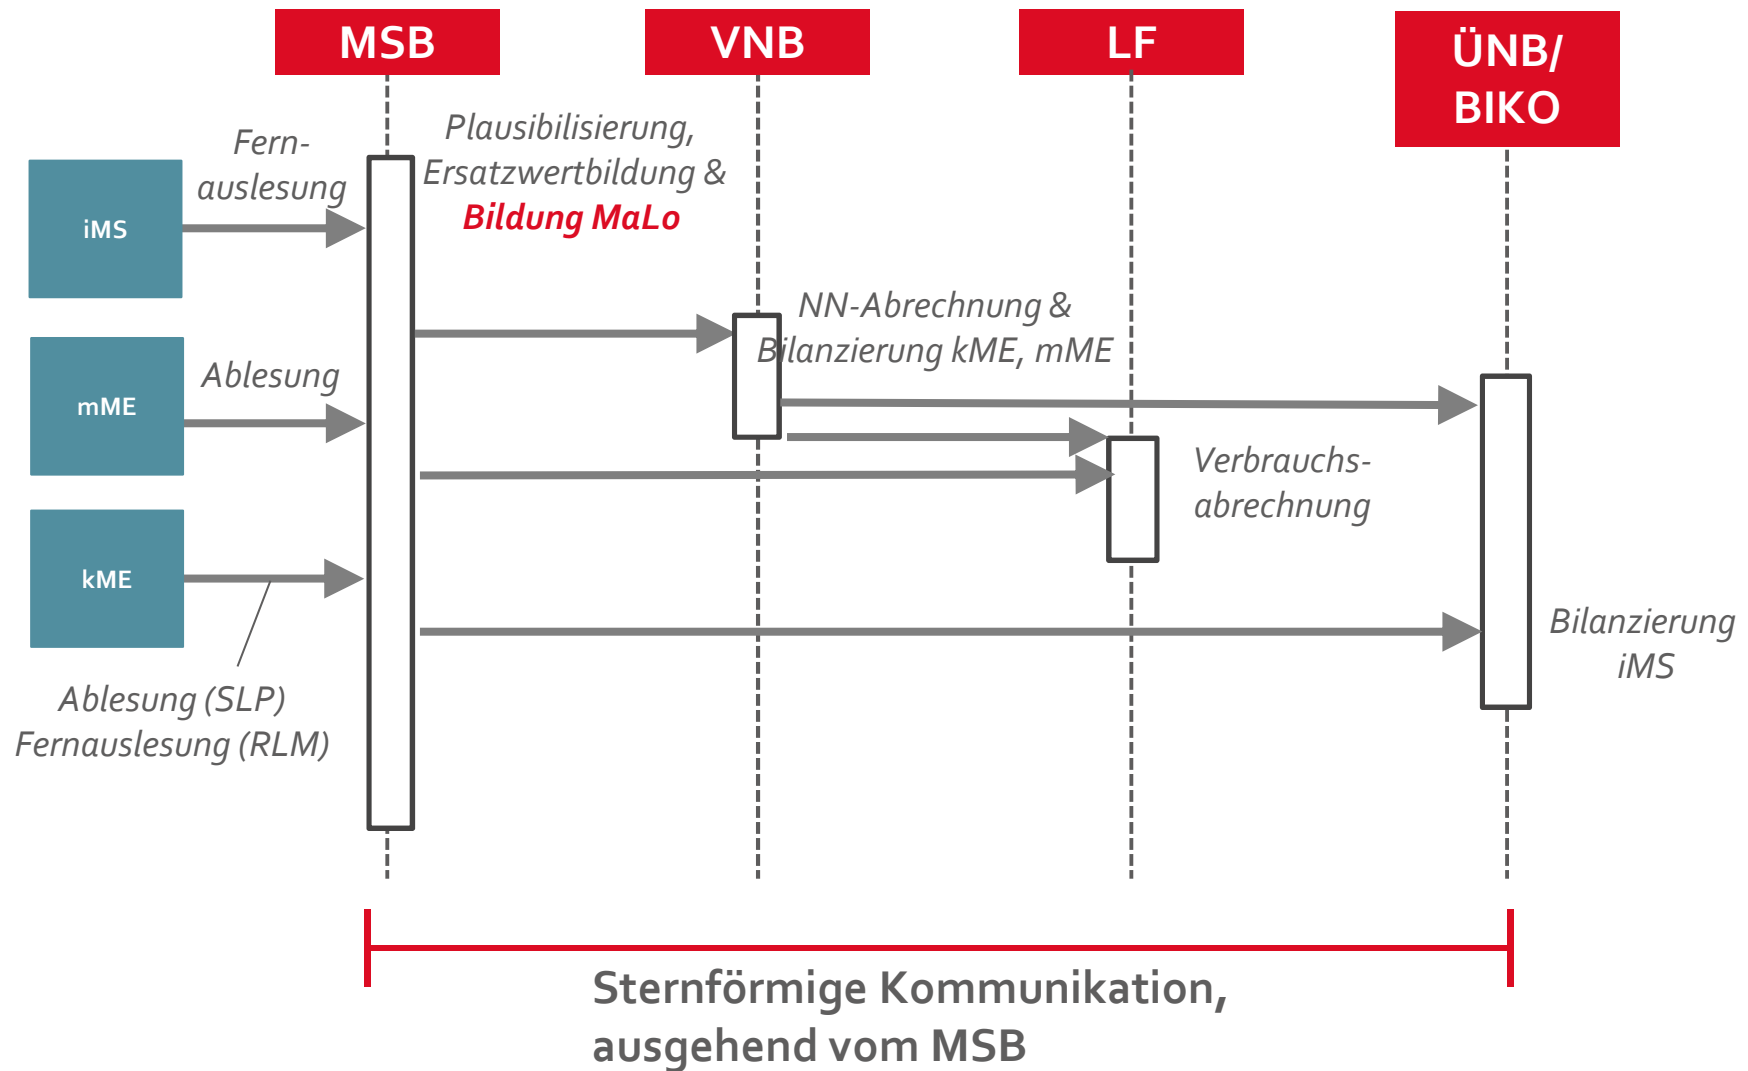 MSB
VNB
LF
ÜNB/
BIKO
Fern-
auslesung
Plausibilisierung,
Ersatzwertbildung &
Bildung MaLo
iMS
NN-Abrechnung &
Bilanzierung kME, mME
Ablesung
mME
Verbrauchs-
abrechnung
kME
Bilanzierung
iMS
Ablesung (SLP)
Fernauslesung (RLM)
Sternförmige Kommunikation,
ausgehend vom MSB